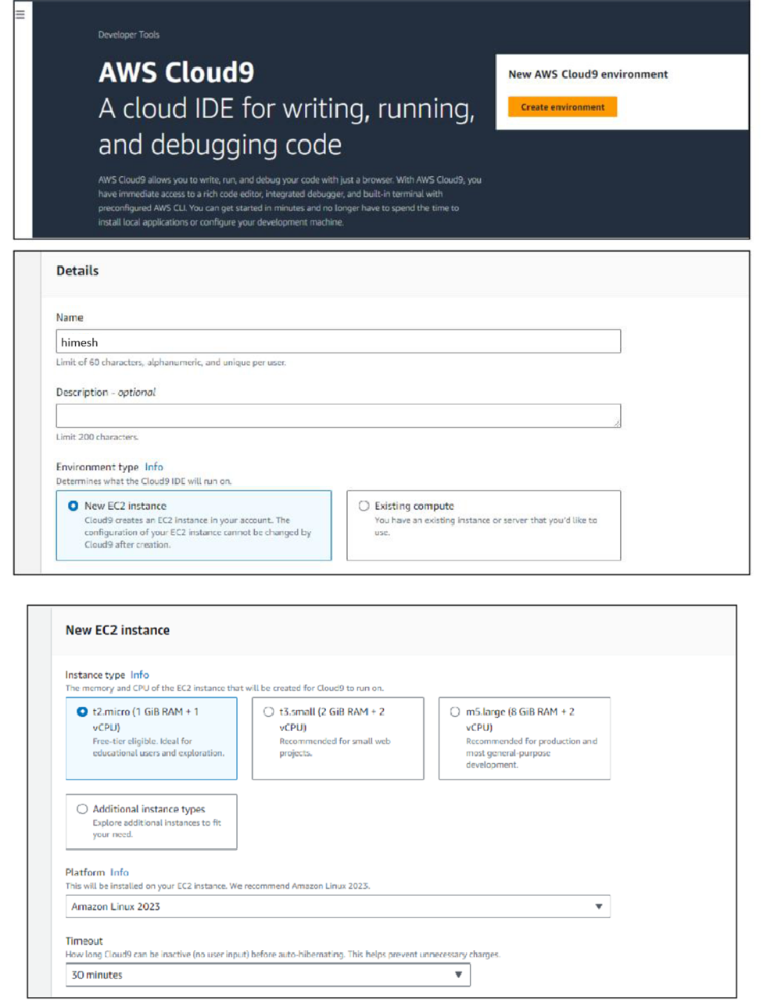 Developer Tools
AWS Cloud9
A cloud IDE for writing, running,
and debugging code
AWS Cloud9 allows you to write, run, and debug your code with just a browser. With AWS Cloud9, you
have immediate access to a rich code editor, integrated debugger, and built-in terminal with
preconfigured AWS CLI. You can get started in minutes and no longer have to spend the time to
install local applications or configure your development machine.
New AWS Cloud9 environment
Create environment
Details
Name
himesh
Limit of 60 characters, alphanumeric, and unique per user.
Description - optional
Limit 200 characters.
Environment type Info
Determines what the Cloud9 IDE will run on.
New EC2 instance
Cloud9 creates an EC2 instance in your account. The
configuration of your EC2 instance cannot be changed by
Cloud9 after creation.
Existing compute
You have an existing instance or server that you'd like to
use.
New EC2 instance
Instance type Info
The memory and CPU of the EC2 instance that will be created for Cloud9 to run on.
t2.micro (1 GiB RAM + 1
vCPU)
Free-tier eligible. Ideal for
educational users and exploration.
t3.small (2 GiB RAM + 2
vCPU)
Recommended for small web
projects.
m5.large (8 GiB RAM + 2
vCPU)
Recommended for production and
most general-purpose
development.
Additional instance types
Explore additional instances to fit
your need.
Platform Info
This will be installed on your EC2 instance. We recommend Amazon Linux 2023.
Amazon Linux 2023
Timeout
How long Cloud9 can be inactive (no user input) before auto-hibernating. This helps prevent unnecessary charges.
30 minutes